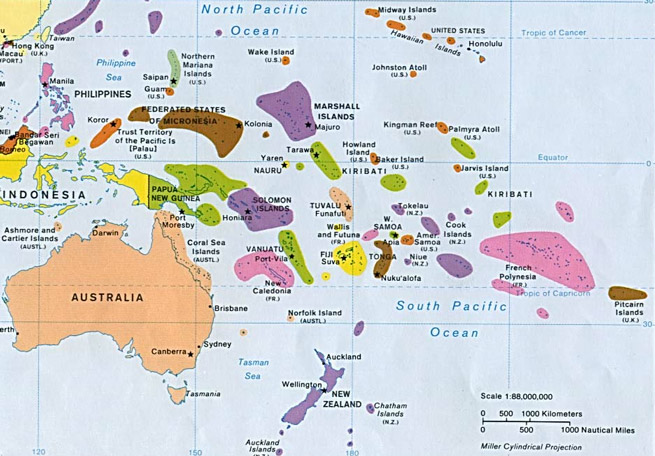 North Pacific
Ocean
Midway Islands
(U.S.)
Hawaiian
Islands
UNITED STATES
Honolulu
Tropic of Cancer
Taiwan
Hong Kong
(U.K.)
Macau
(PORT.)
Philippine
Sea
Northern
Mariana
Islands
(U.S.)
Saipan
Guam
(U.S.)
Wake Island
(U.S.)
Johnston Atoll
(U.S.)
Manila
PHILIPPINES
MARSHALL
ISLANDS
Majuro
FEDERATED STATES
OF MICRONESIA
Kolonia
Koror
Trust Territory
of the Pacific Is
[Palau]
(U.S.)
Bandar Seri
Begawan
Borneo
Kingman Reef
(U.S.)
Palmyra Atoll
(U.S.)
Tarawa
Howland
Island
(U.S.)
Baker Island
(U.S.)
Equator
0
Yaren
NAURU
KIRIBATI
Jarvis Island
(U.S.)
KIRIBATI
INDONESIA
PAPUA
NEW GUINEA
Port
Moresby
SOLOMON
ISLANDS
Honiara
TUVALU
Funafuti
Tokelau
(N.Z.)
Wallis
and Futuna
(FR.)
W.
SAMOA
Apia
Amer.
Samoa
(U.S.)
Cook
Islands
(N.Z.)
Ashmore and
Cartier Islands
(AUSTL.)
Darwin
Coral Sea
Islands
(AUSTL.)
VANUATU
Port-Vila
FIJI
Suva
TONGA
Niue
(N.Z.)
Nuku'alofa
New
Caledonia
(FR.)
French
Polynesia
(FR.)
Tropic of Capricorn
Pitcairn
Islands
(U.K.)
AUSTRALIA
Brisbane
Norfolk Island
(AUSTL.)
South Pacific
Ocean
30
Sydney
Canberra
Tasman
Sea
Auckland
Wellington
NEW
ZEALAND
Tasmania
Chatham
Islands
(N.Z.)
Auckland
Islands
(N.Z.)
Scale 1:88,000,000
0 500 1000 Kilometers
0 500 1000 Nautical Miles
Miller Cylindrical Projection
120
150
180